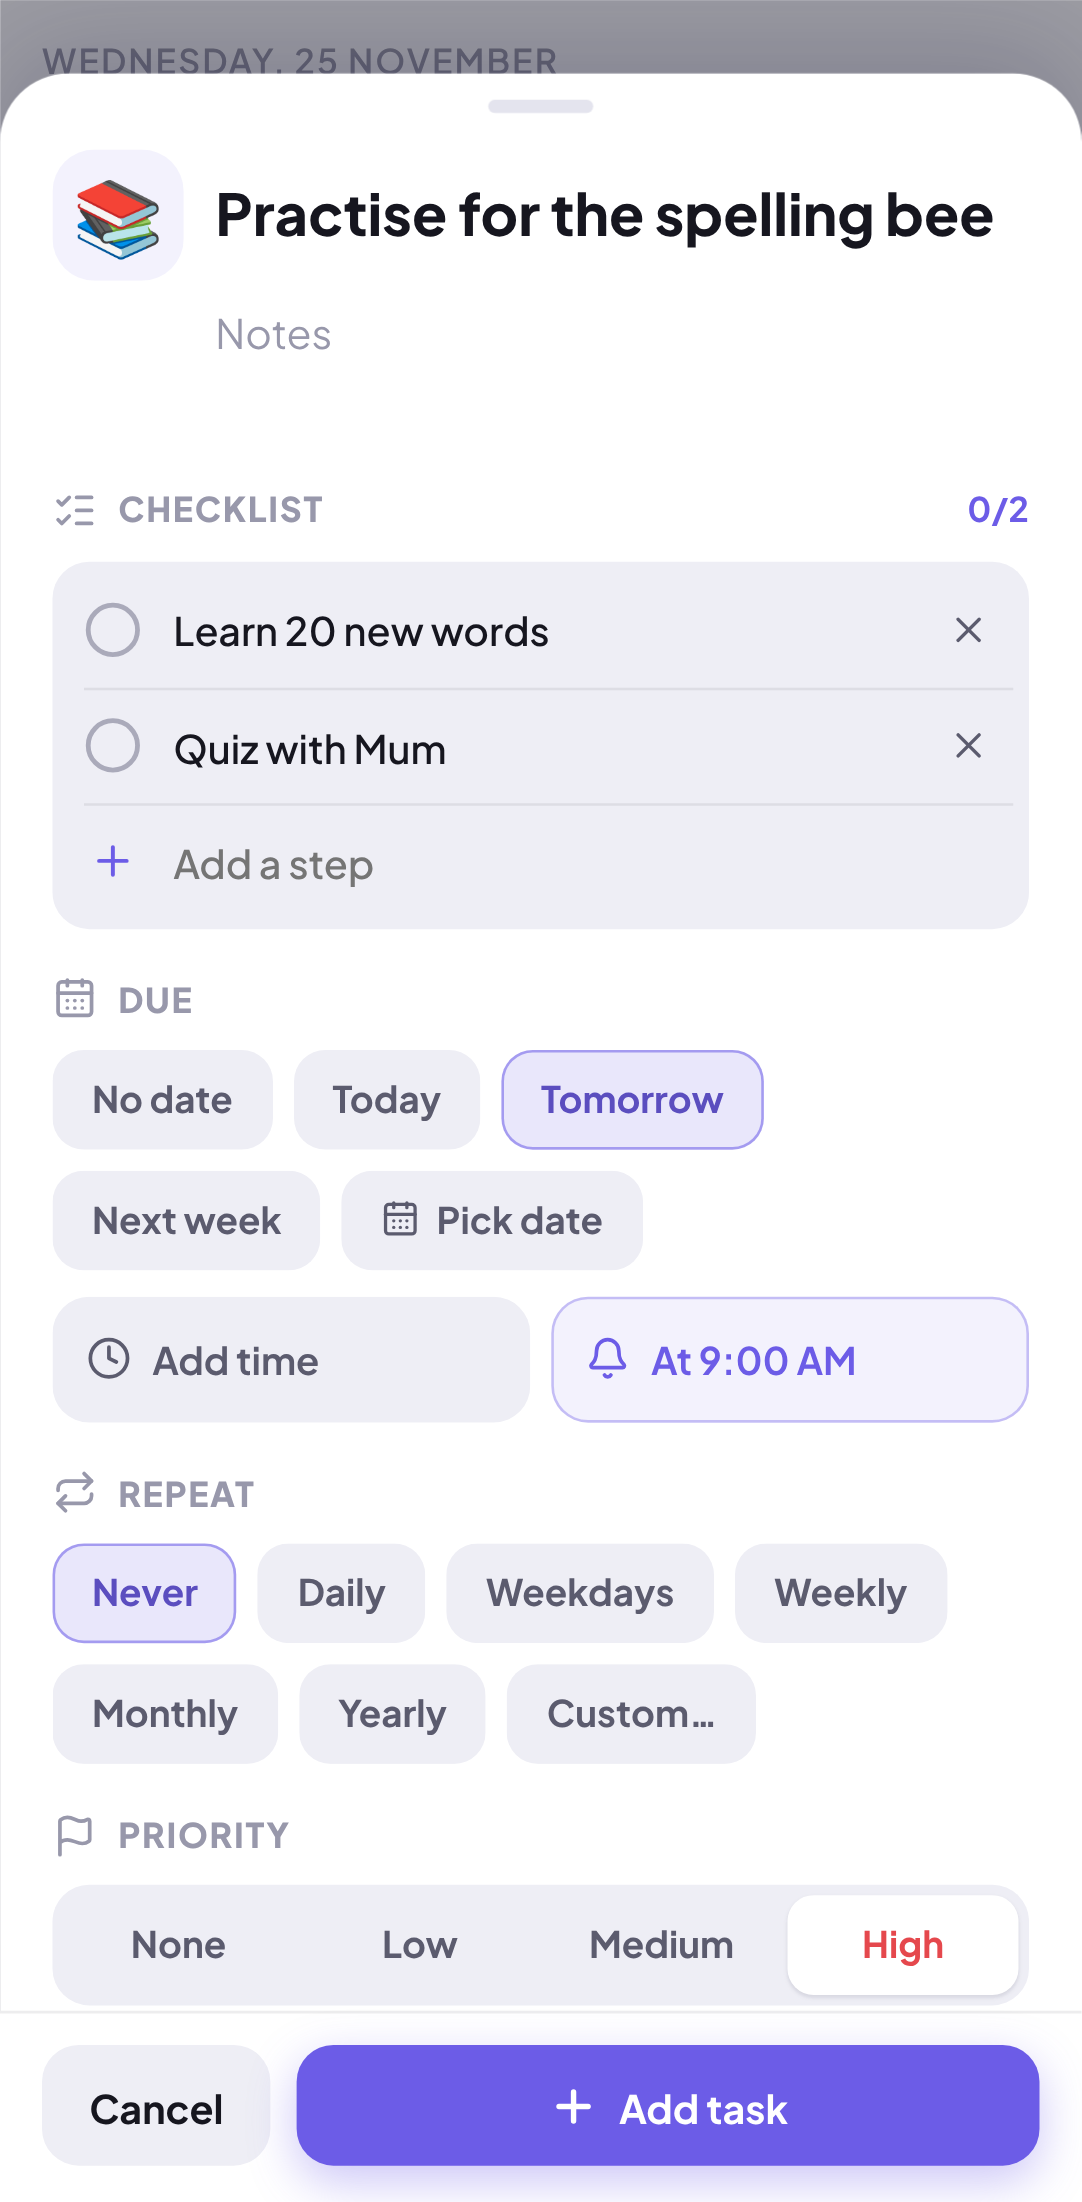 WEDNESDAY, 25 NOVEMBER
Practise for the spelling bee
Notes
CHECKLIST 0/2
Learn 20 new words
Quiz with Mum
Add a step
DUE
No date Today Tomorrow
Next week Pick date
Add time At 9:00 AM
REPEAT
Never Daily Weekdays Weekly
Monthly Yearly Custom...
PRIORITY
None Low Medium High
Cancel Add task